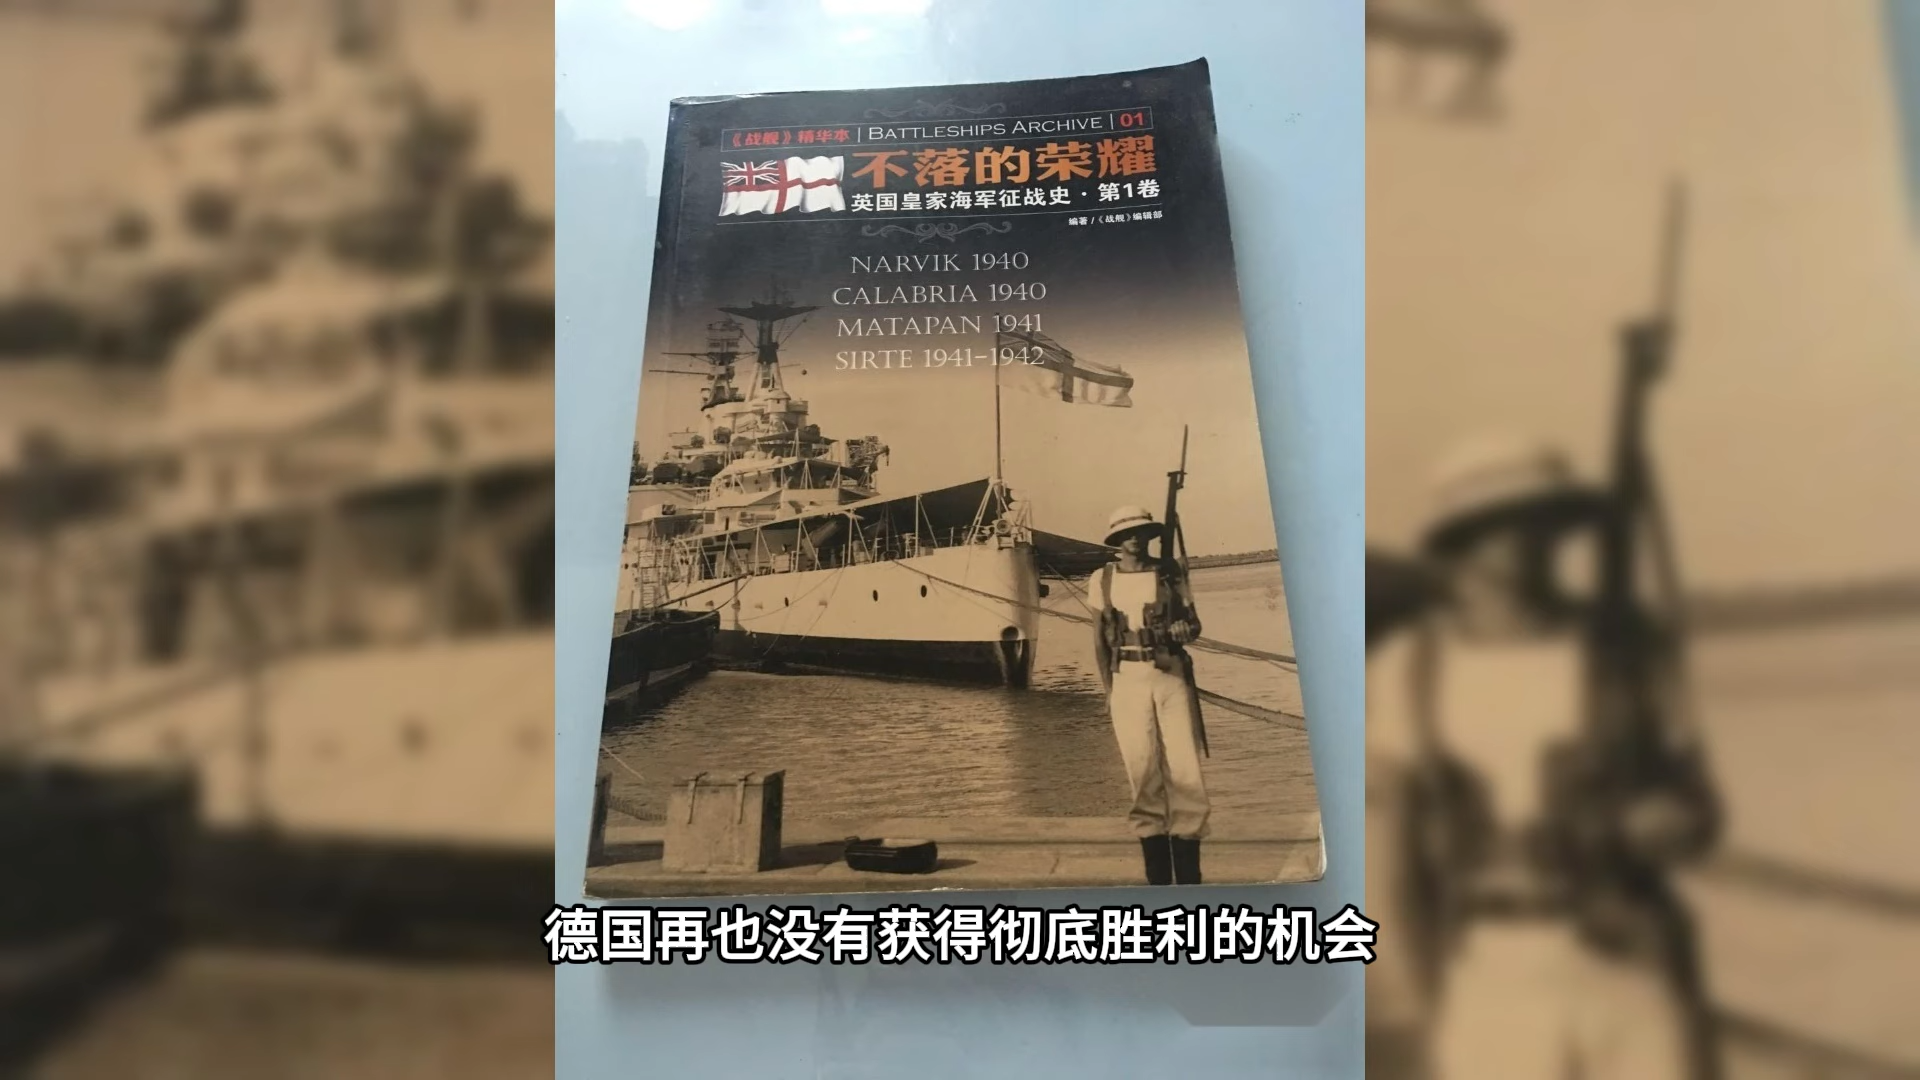 《战舰》精华本 | BATTLESHIPS ARCHIVE | 01
不落的荣耀
英国皇家海军征战史·第1卷
编著/《战舰》编辑部
NARVIK 1940
CALABRIA 1940
MATAPAN 1941
SIRTE 1941-1942
德国再也没有获得彻底胜利的机会